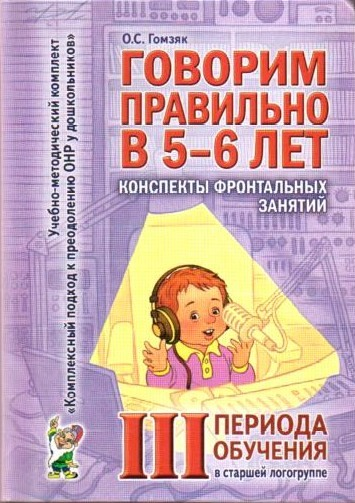 О.С. Гомзяк
ГОВОРИМ
ПРАВИЛЬНО
В 5–6 ЛЕТ
КОНСПЕКТЫ ФРОНТАЛЬНЫХ
ЗАНЯТИЙ
Учебно-методический комплект
«Комплексный подход к преодолению ОНР у дошкольников»
III ПЕРИОДА
ОБУЧЕНИЯ
в старшей логогруппе